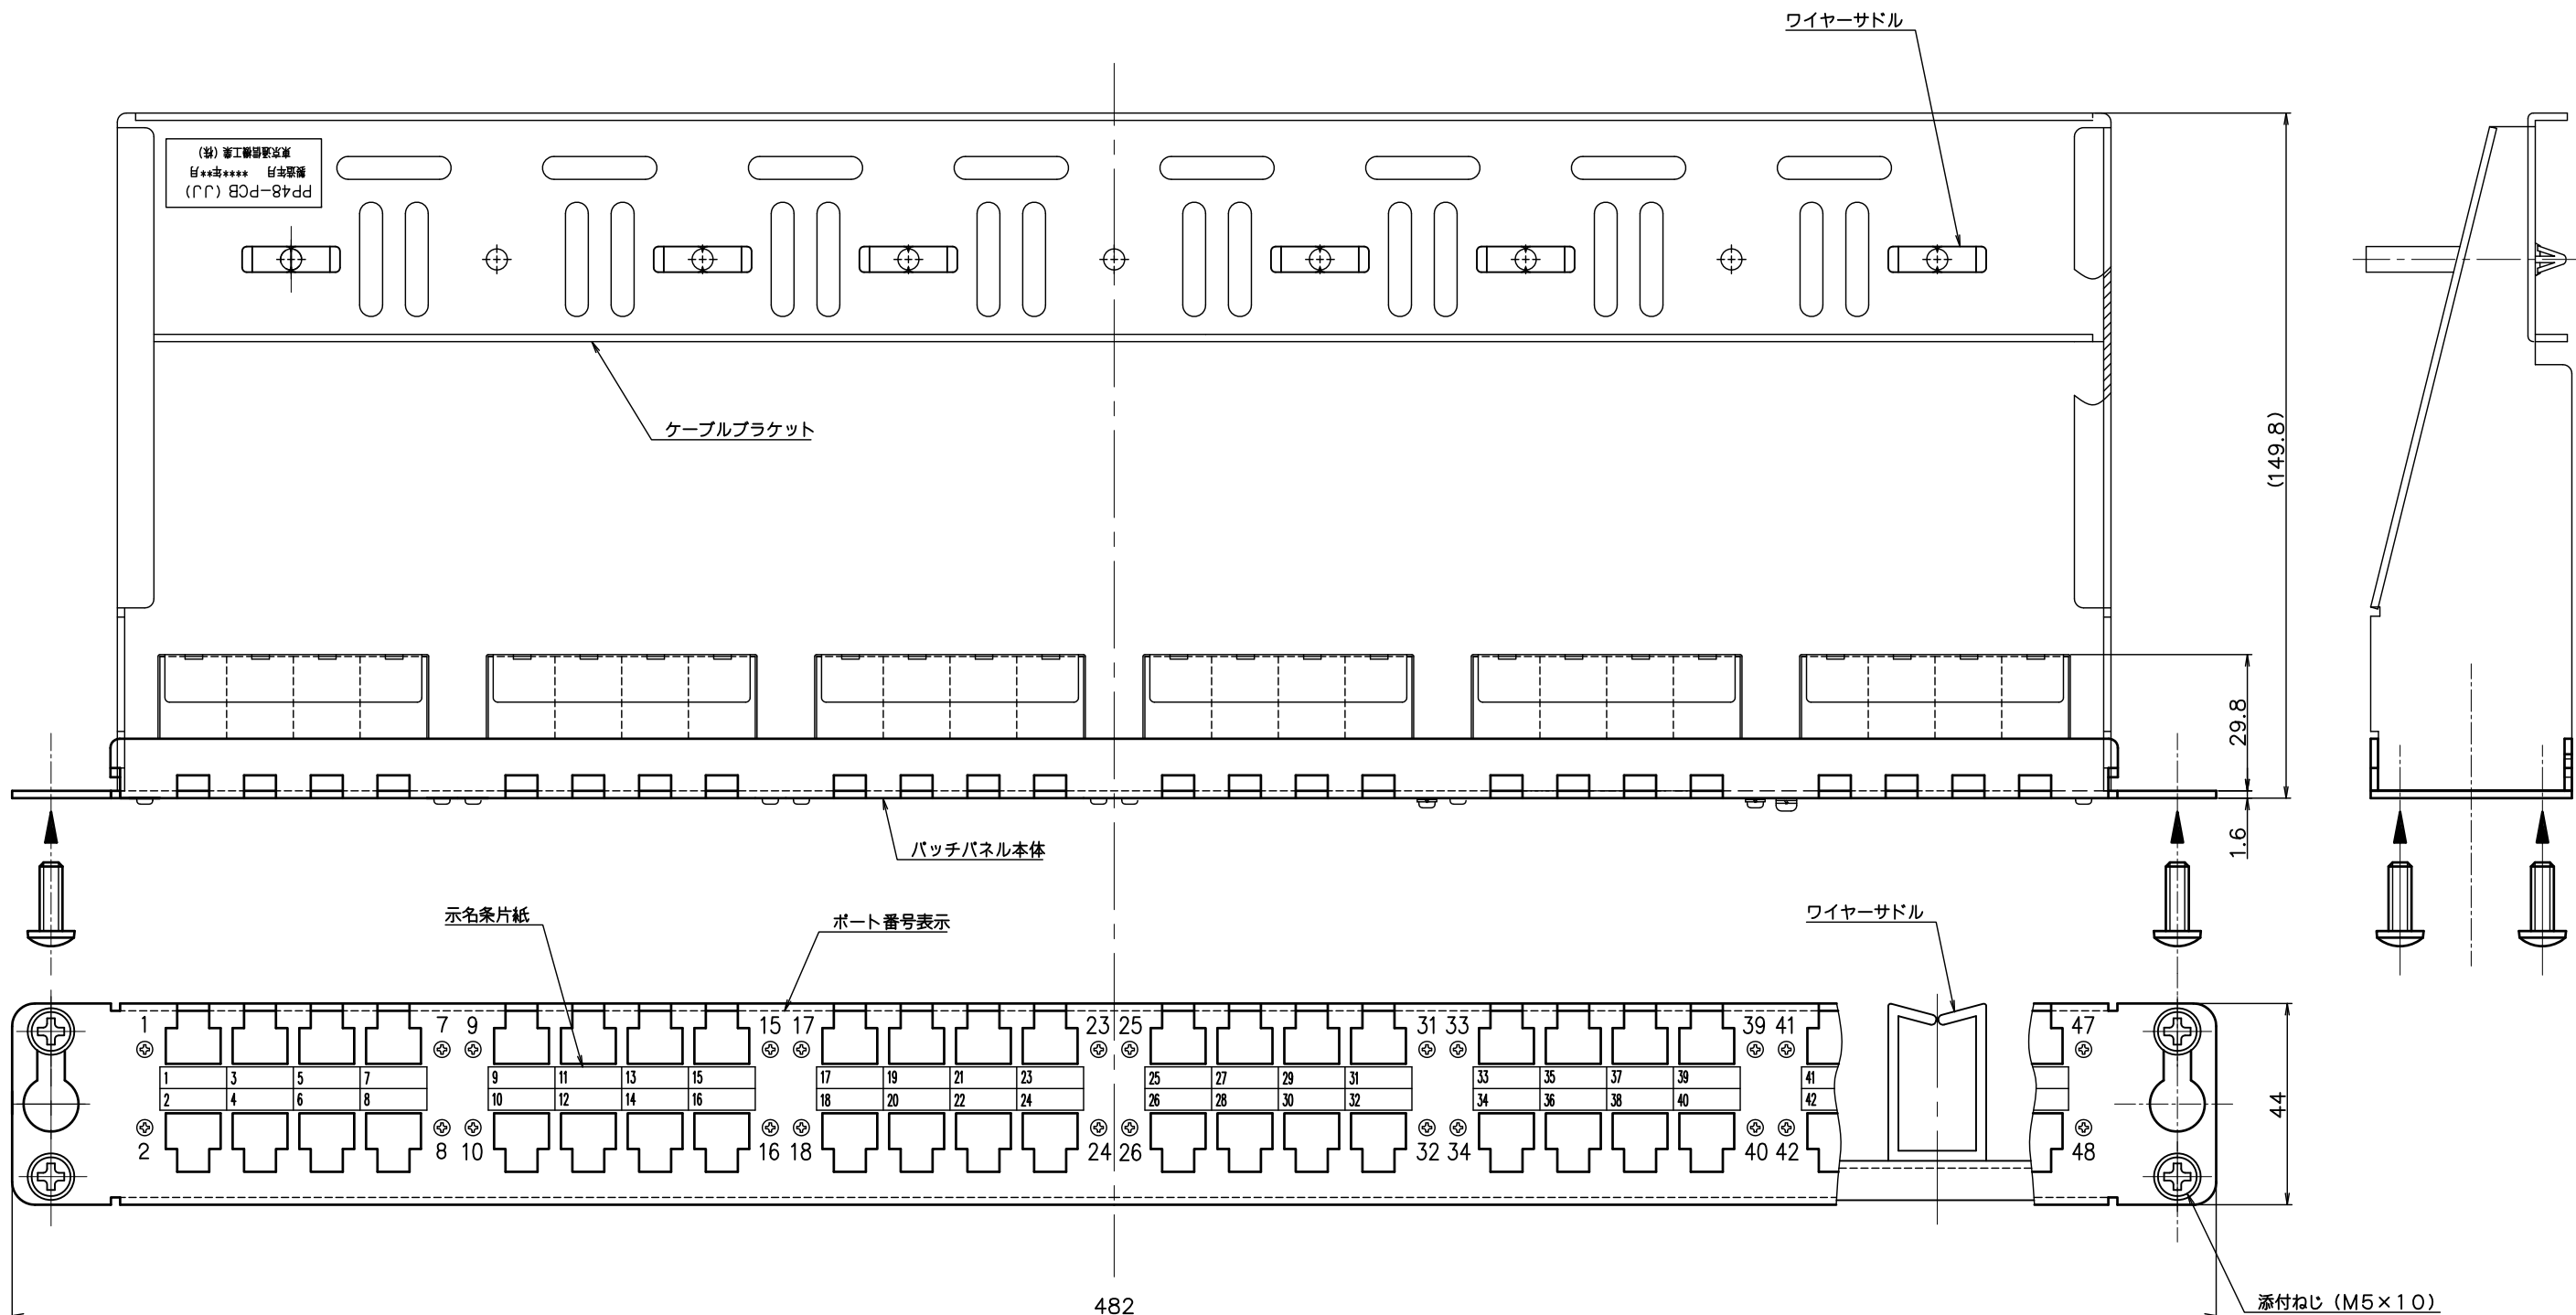 ワイヤーサドル
PP48-PCB (JJ)
製造年月 ****年**月
東京通信機工業 (株)
ケーブルブラケット
(149.8)
29.8
1.6
パッチパネル本体
示名条片紙
ポート番号表示
ワイヤーサドル
1 7 9 15 17 23 25 31 33 39 41 47
1 3 5 7 9 11 13 15 17 19 21 23 25 27 29 31 33 35 37 39 41
2 4 6 8 10 12 14 16 18 20 22 24 26 28 30 32 34 36 38 40 42
2 8 10 16 18 24 26 32 34 40 42 48
44
482
添付ねじ (M5×10)